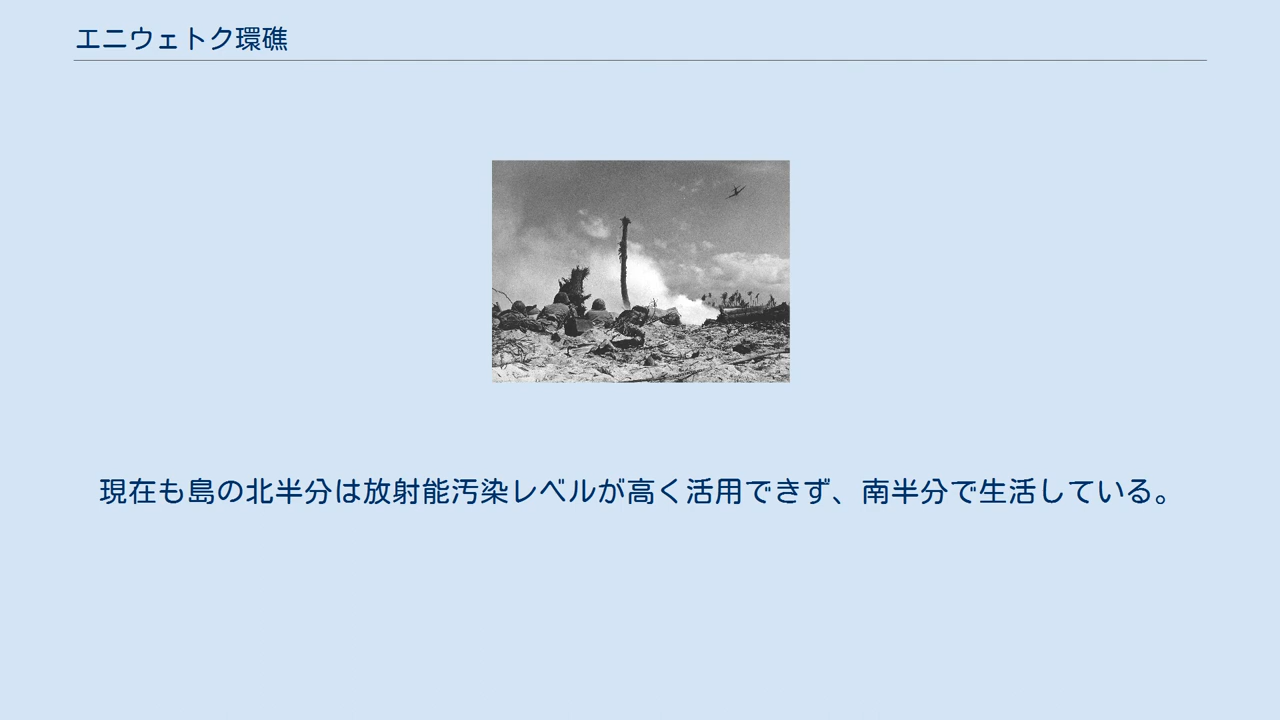 エニウェトク環礁
現在も島の北半分は放射能汚染レベルが高く活用できず、南半分で生活している。